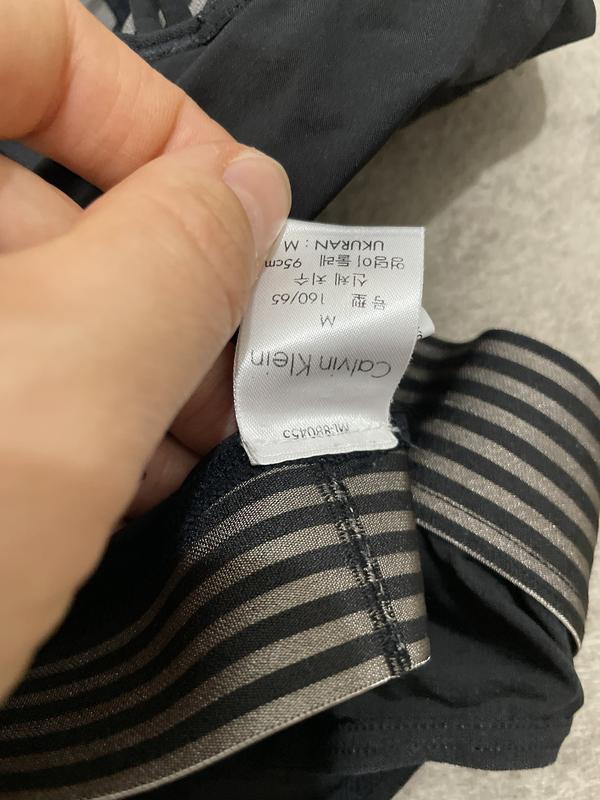 Calvin Klein
M
号型 160/65
신체 치수
엉덩이 둘레 95cm
UKURAN : M